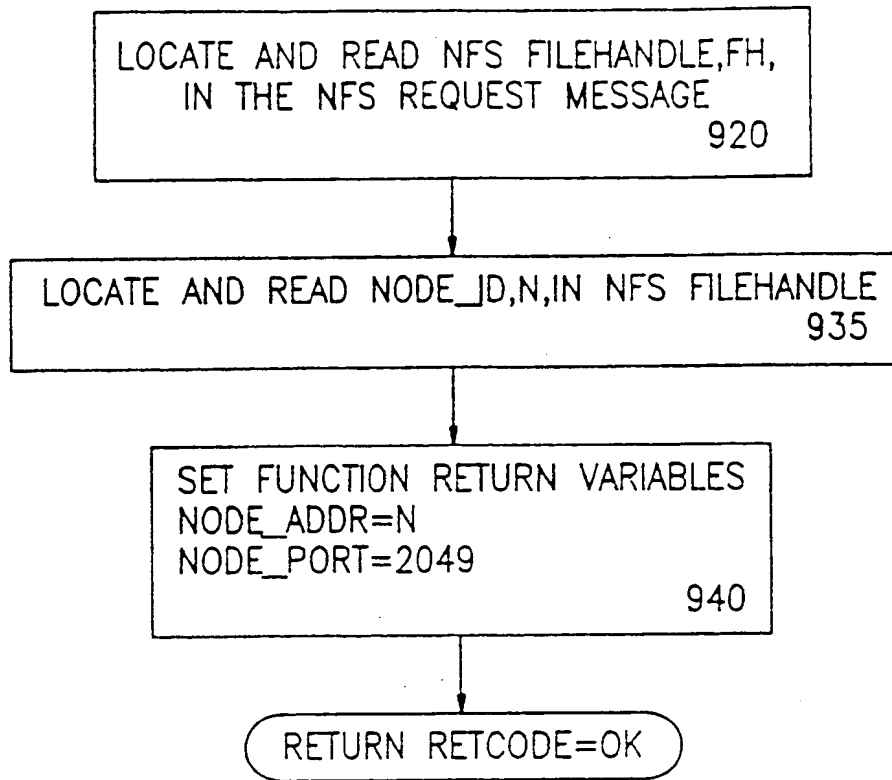 LOCATE AND READ NFS FILEHANDLE,FH,
IN THE NFS REQUEST MESSAGE
920
LOCATE AND READ NODE_ID,N,IN NFS FILEHANDLE
935
SET FUNCTION RETURN VARIABLES
NODE_ADDR=N
NODE_PORT=2049
940
RETURN RETCODE=OK